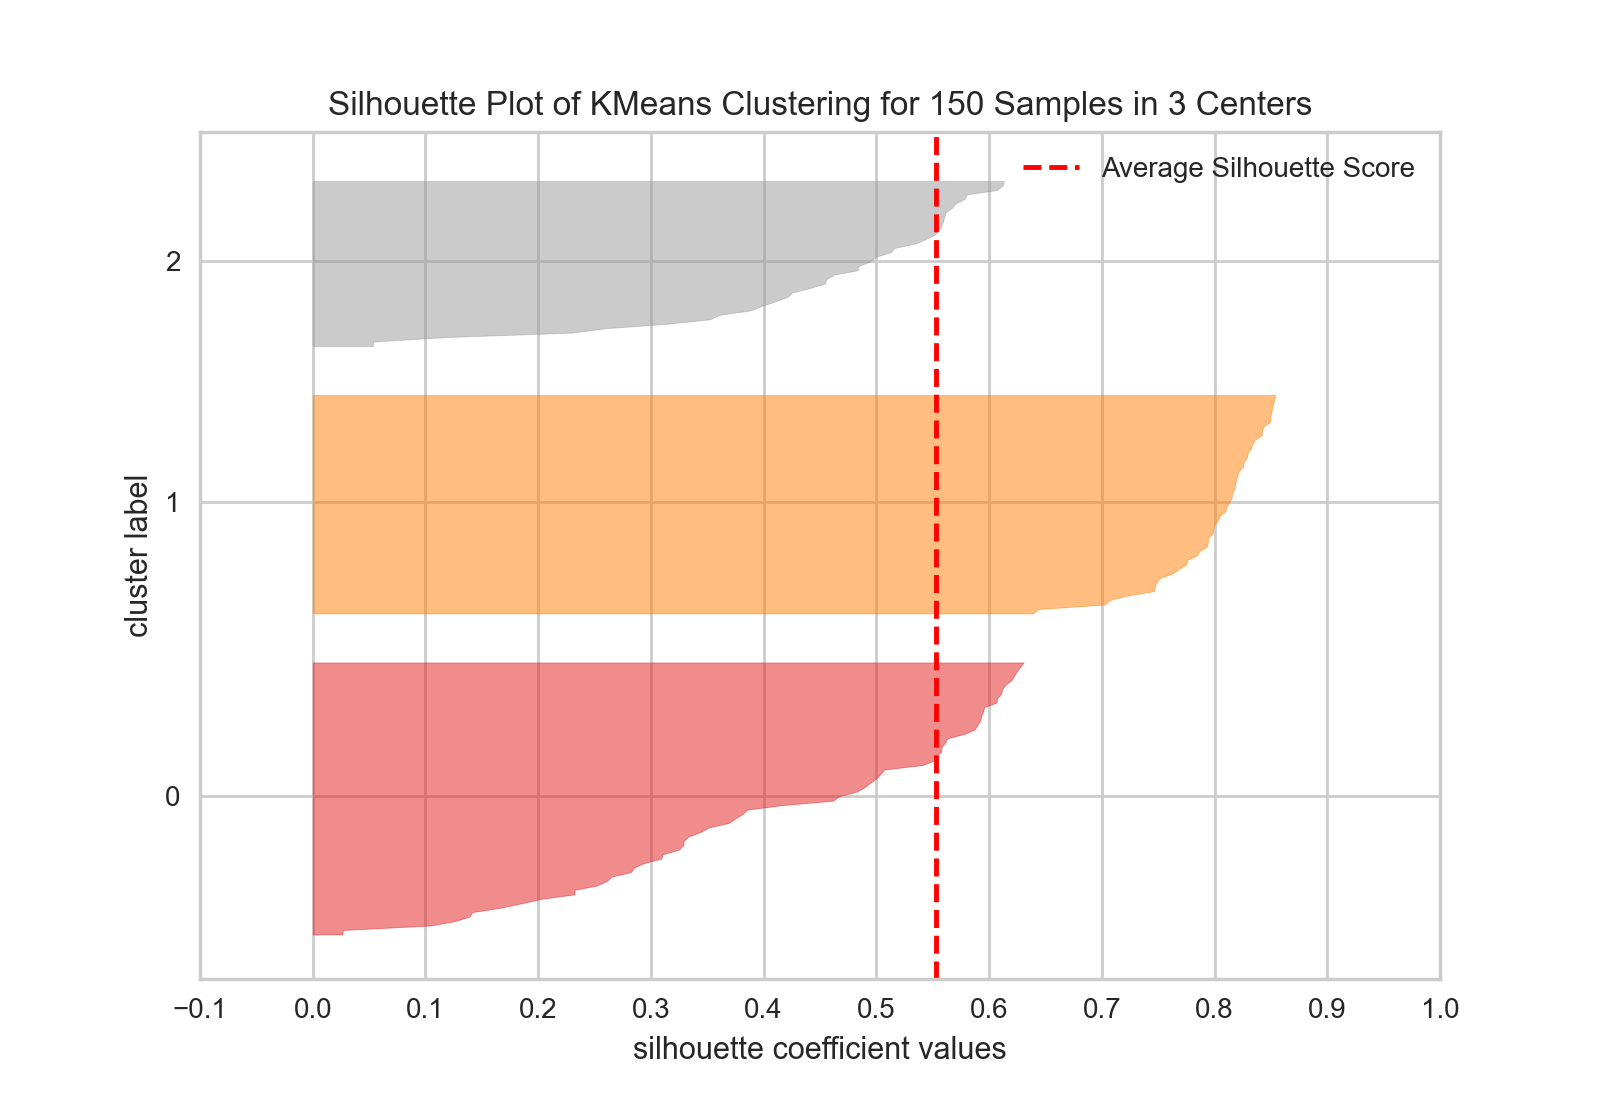 Silhouette Plot of KMeans Clustering for 150 Samples in 3 Centers
Average Silhouette Score
2
1
0
cluster label
−0.1 0.0 0.1 0.2 0.3 0.4 0.5 0.6 0.7 0.8 0.9 1.0
silhouette coefficient values